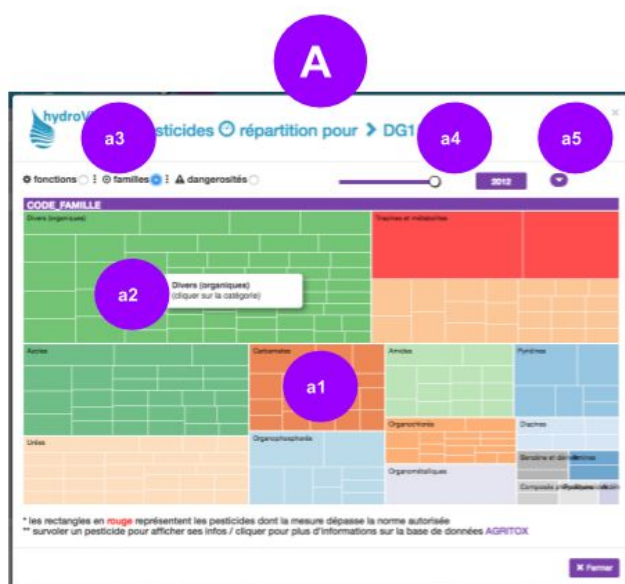 A
hydroVi
a3
sticides répartition pour > DG1
a4
a5
×
fonctions familles dangerosités
2012
CODE_FAMILLE
Divers (organiques)
Triazines et métabolites
a2
Divers (organiques)
(cliquer sur la catégorie)
Azoles
Carbamates
Amides
Pyridines
a1
Organochlorés
Diazines
Urées
Organophosphorés
Benzène et
Organométalliques
Composés
* les rectangles en rouge représentent les pesticides dont la mesure dépasse la norme autorisée
** survoler un pesticide pour afficher ses infos / cliquer pour plus d'informations sur la base de données AGRITOX
× Fermer